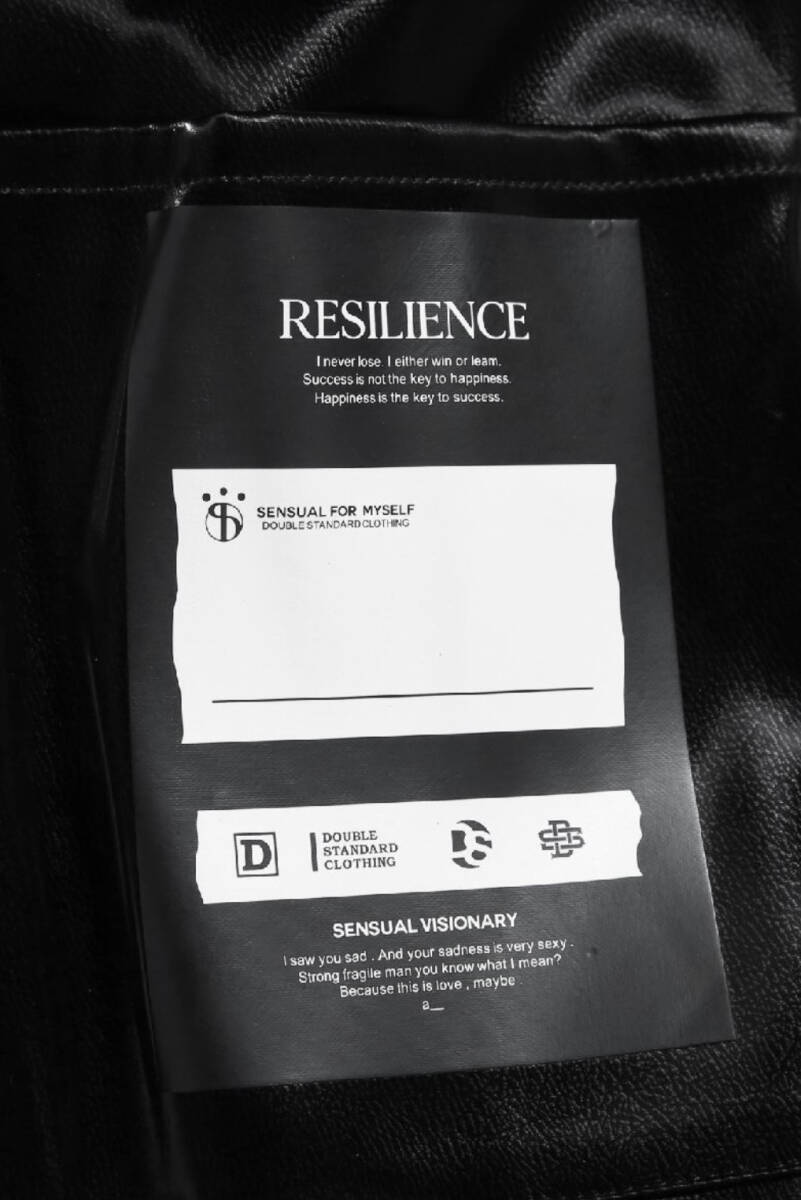 RESILIENCE
I never lose. I either win or learn.
Success is not the key to happiness.
Happiness is the key to success.
SENSUAL FOR MYSELF
DOUBLE STANDARD CLOTHING
D
DOUBLE
STANDARD
CLOTHING
DS
SENSUAL VISIONARY
I saw you sad . And your sadness is very sexy .
Strong fragile man you know what I mean?
Because this is love , maybe .
a__